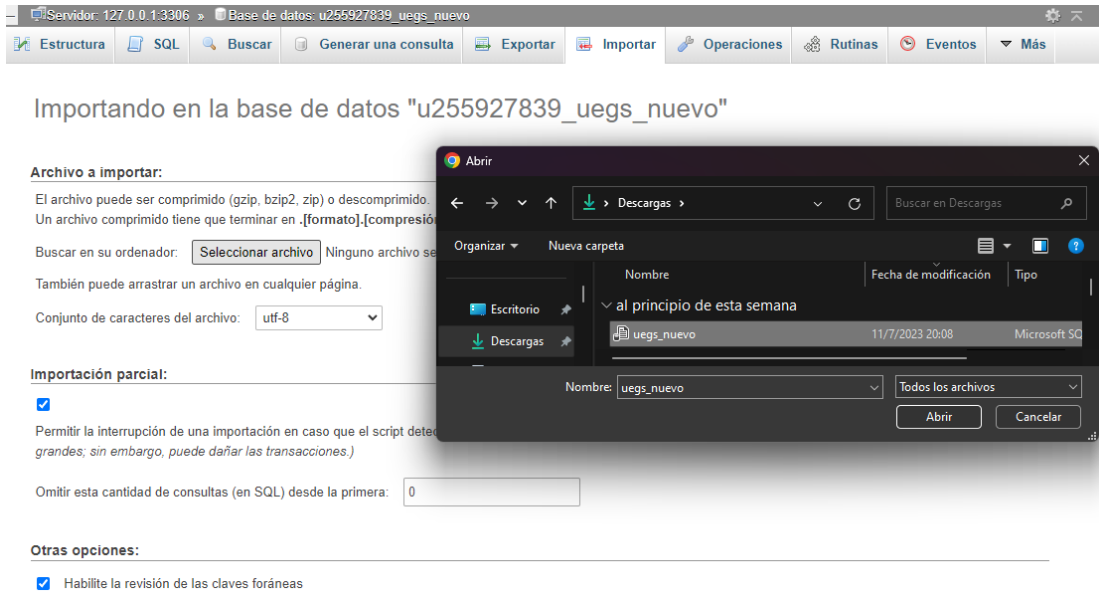 Servidor: 127.0.0.1:3306 » Base de datos: u255927839_uegs_nuevo
Estructura SQL Buscar Generar una consulta Exportar Importar Operaciones Rutinas Eventos Más
Importando en la base de datos "u255927839_uegs_nuevo"
Archivo a importar:
El archivo puede ser comprimido (gzip, bzip2, zip) o descomprimido.
Un archivo comprimido tiene que terminar en .[formato].[compresión
Buscar en su ordenador: Seleccionar archivo Ninguno archivo se
También puede arrastrar un archivo en cualquier página.
Conjunto de caracteres del archivo: utf-8
Importación parcial:
Permitir la interrupción de una importación en caso que el script detec
grandes; sin embargo, puede dañar las transacciones.)
Omitir esta cantidad de consultas (en SQL) desde la primera: 0
Otras opciones:
Habilite la revisión de las claves foráneas
Abrir
Descargas
Buscar en Descargas
Organizar Nueva carpeta
Nombre Fecha de modificación Tipo
Escritorio
Descargas
al principio de esta semana
uegs_nuevo 11/7/2023 20:08 Microsoft SQ
Nombre: uegs_nuevo Todos los archivos
Abrir Cancelar